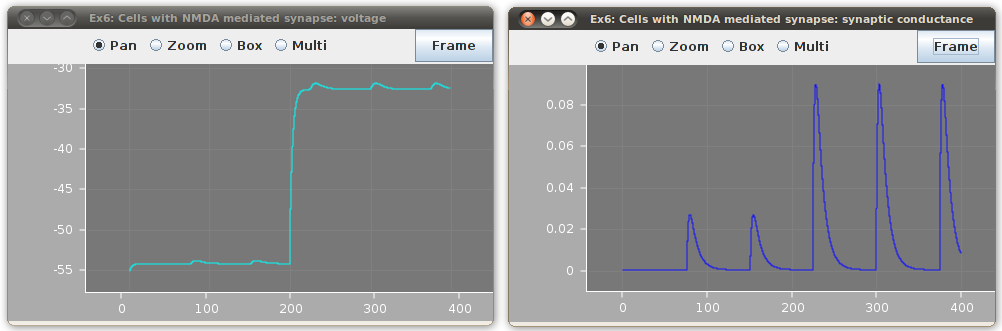 Ex6: Cells with NMDA mediated synapse: voltage
Pan Zoom Box Multi Frame
-30
-35
-40
-45
-50
-55
0 100 200 300 400
Ex6: Cells with NMDA mediated synapse: synaptic conductance
Pan Zoom Box Multi Frame
0.08
0.06
0.04
0.02
0
0 100 200 300 400